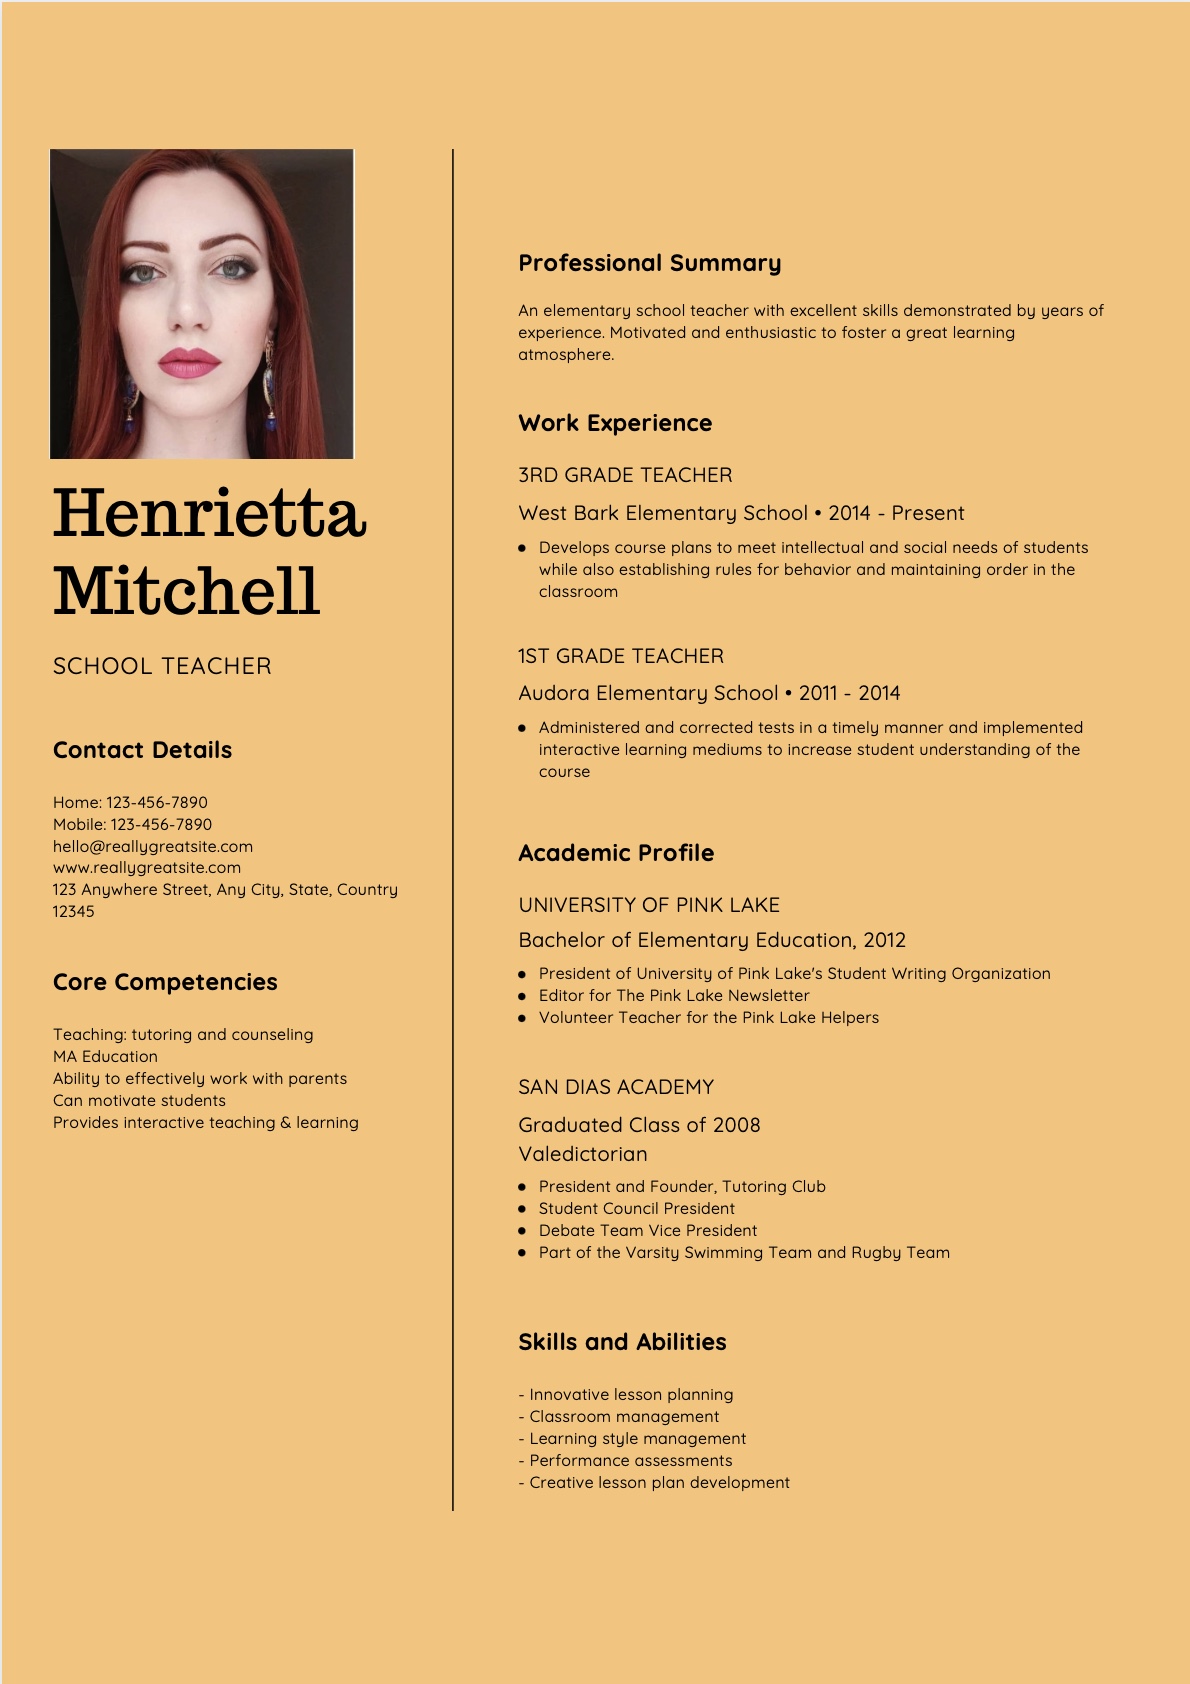 Henrietta
Mitchell
SCHOOL TEACHER
Contact Details
Home: 123-456-7890
Mobile: 123-456-7890
hello@reallygreatsite.com
www.reallygreatsite.com
123 Anywhere Street, Any City, State, Country
12345
Core Competencies
Teaching: tutoring and counseling
MA Education
Ability to effectively work with parents
Can motivate students
Provides interactive teaching & learning
Professional Summary
An elementary school teacher with excellent skills demonstrated by years of
experience. Motivated and enthusiastic to foster a great learning
atmosphere.
Work Experience
3RD GRADE TEACHER
West Bark Elementary School • 2014 - Present
• Develops course plans to meet intellectual and social needs of students
while also establishing rules for behavior and maintaining order in the
classroom
1ST GRADE TEACHER
Audora Elementary School • 2011 - 2014
• Administered and corrected tests in a timely manner and implemented
interactive learning mediums to increase student understanding of the
course
Academic Profile
UNIVERSITY OF PINK LAKE
Bachelor of Elementary Education, 2012
• President of University of Pink Lake's Student Writing Organization
• Editor for The Pink Lake Newsletter
• Volunteer Teacher for the Pink Lake Helpers
SAN DIAS ACADEMY
Graduated Class of 2008
Valedictorian
• President and Founder, Tutoring Club
• Student Council President
• Debate Team Vice President
• Part of the Varsity Swimming Team and Rugby Team
Skills and Abilities
- Innovative lesson planning
- Classroom management
- Learning style management
- Performance assessments
- Creative lesson plan development